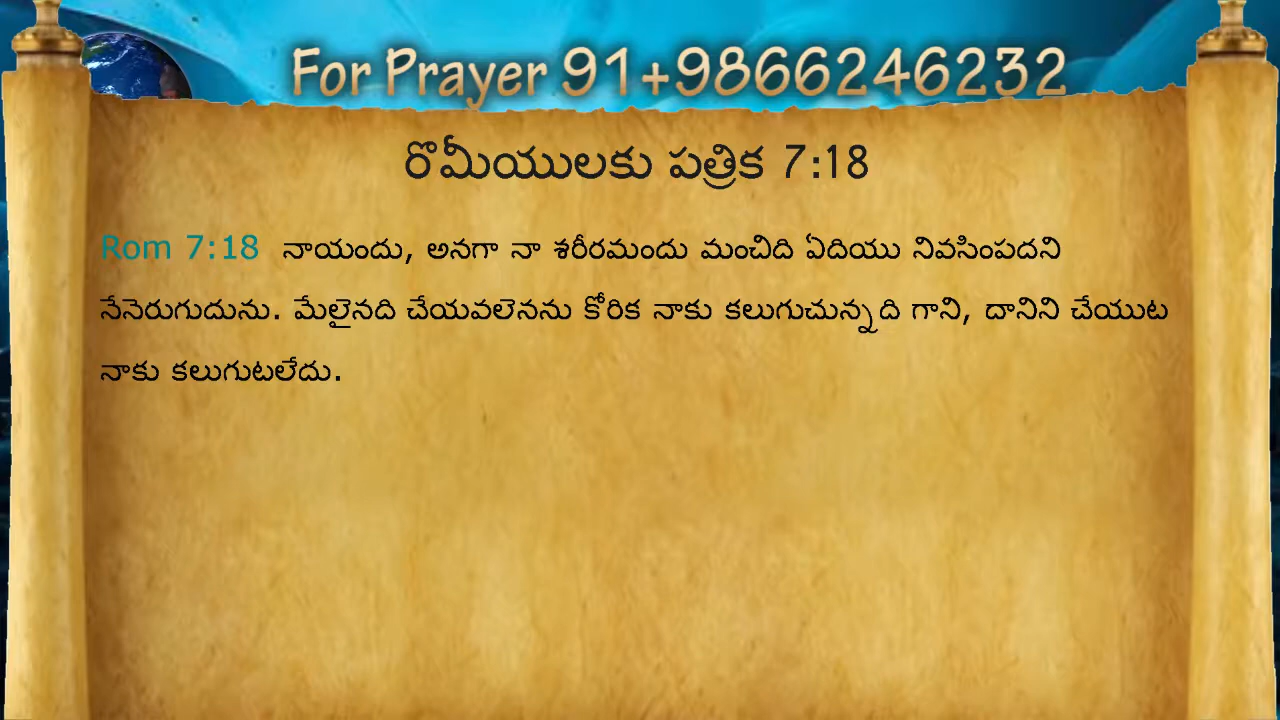 For Prayer 91+9866246232
రొమీయులకు పత్రిక 7:18
Rom 7:18 నాయందు, అనగా నా శరీరమందు మంచిది ఏదియు నివసింపదని
నేనెరుగుదును. మేలైనది చేయవలెనను కోరిక నాకు కలుగుచున్నది గాని, దానిని చేయుట
నాకు కలుగుటలేదు.